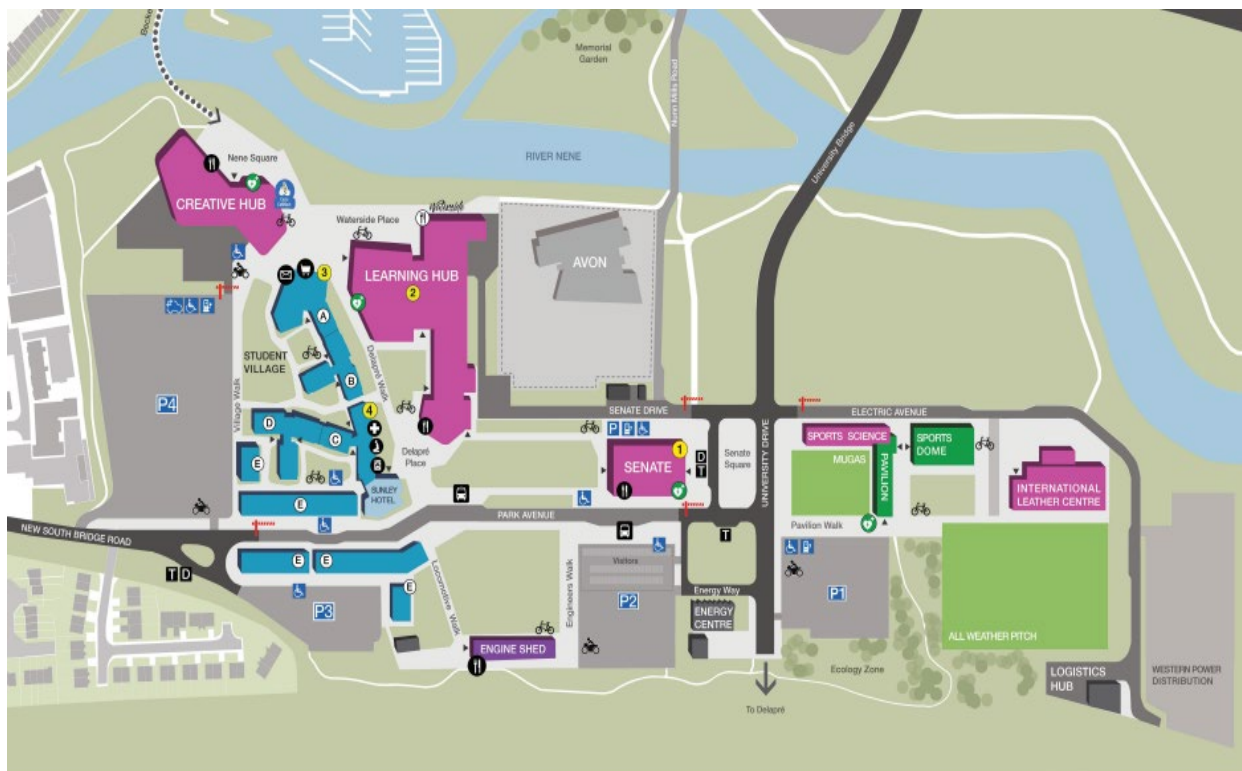 Memorial
Garden
Nunn Mills Road
University Bridge
RIVER NENE
Nene Square
CREATIVE HUB
Waterside Place
Waterside
LEARNING HUB
2
AVON
3
A
STUDENT
VILLAGE
B
Delapré Walk
Village Walk
P4
4
D
C
E
Delapré
Place
SUNLEY
HOTEL
E
SENATE DRIVE
ELECTRIC AVENUE
P
1
SENATE
D
T
Senate
Square
UNIVERSITY DRIVE
SPORTS SCIENCE
MUGAS
PAVILION
SPORTS
DOME
INTERNATIONAL
LEATHER CENTRE
NEW SOUTH BRIDGE ROAD
PARK AVENUE
Pavilion Walk
T D
E
E
E
P3
Locomotive Walk
Engineers Walk
Visitors
P2
T
Energy Way
ENERGY
CENTRE
P1
ENGINE SHED
ALL WEATHER PITCH
Ecology Zone
LOGISTICS
HUB
WESTERN POWER
DISTRIBUTION
To Delapré